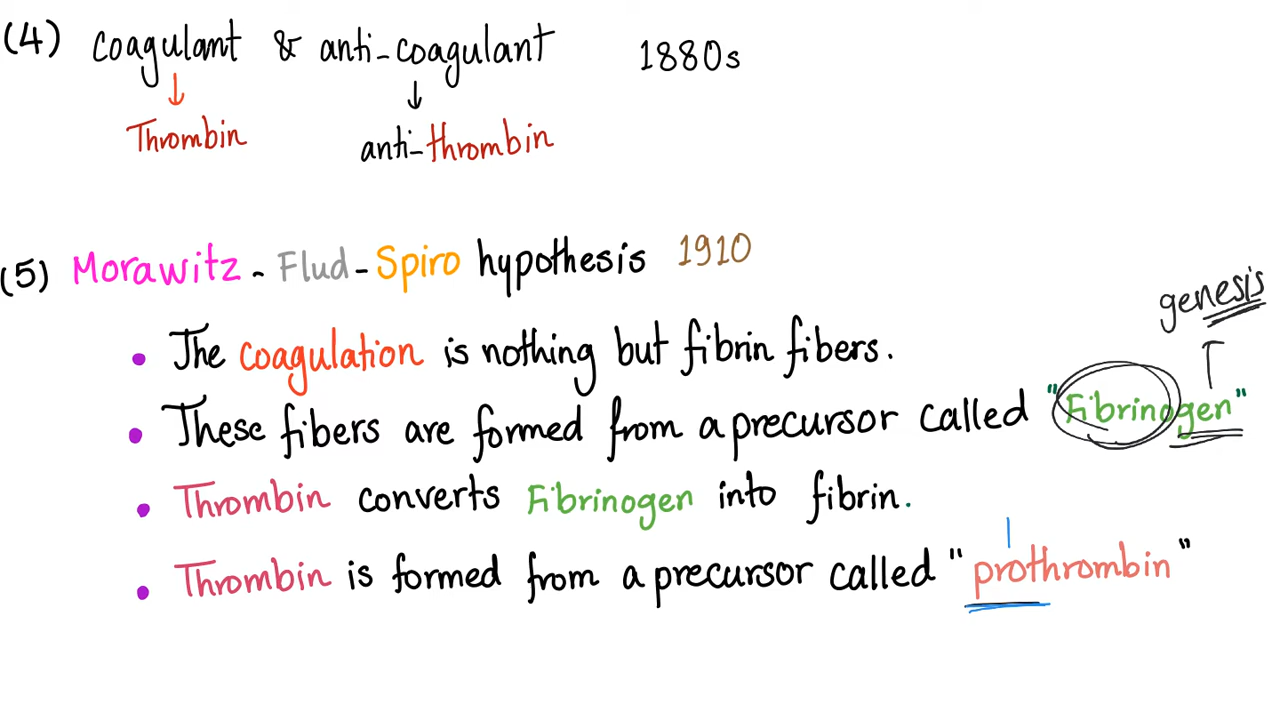 (4) coagulant & anti-coagulant 1880s
Thrombin anti-thrombin
(5) Morawitz - Flud - Spiro hypothesis 1910
genesis
• The coagulation is nothing but fibrin fibers.
• These fibers are formed from a precursor called "Fibrinogen"
• Thrombin converts Fibrinogen into fibrin.
• Thrombin is formed from a precursor called "prothrombin"